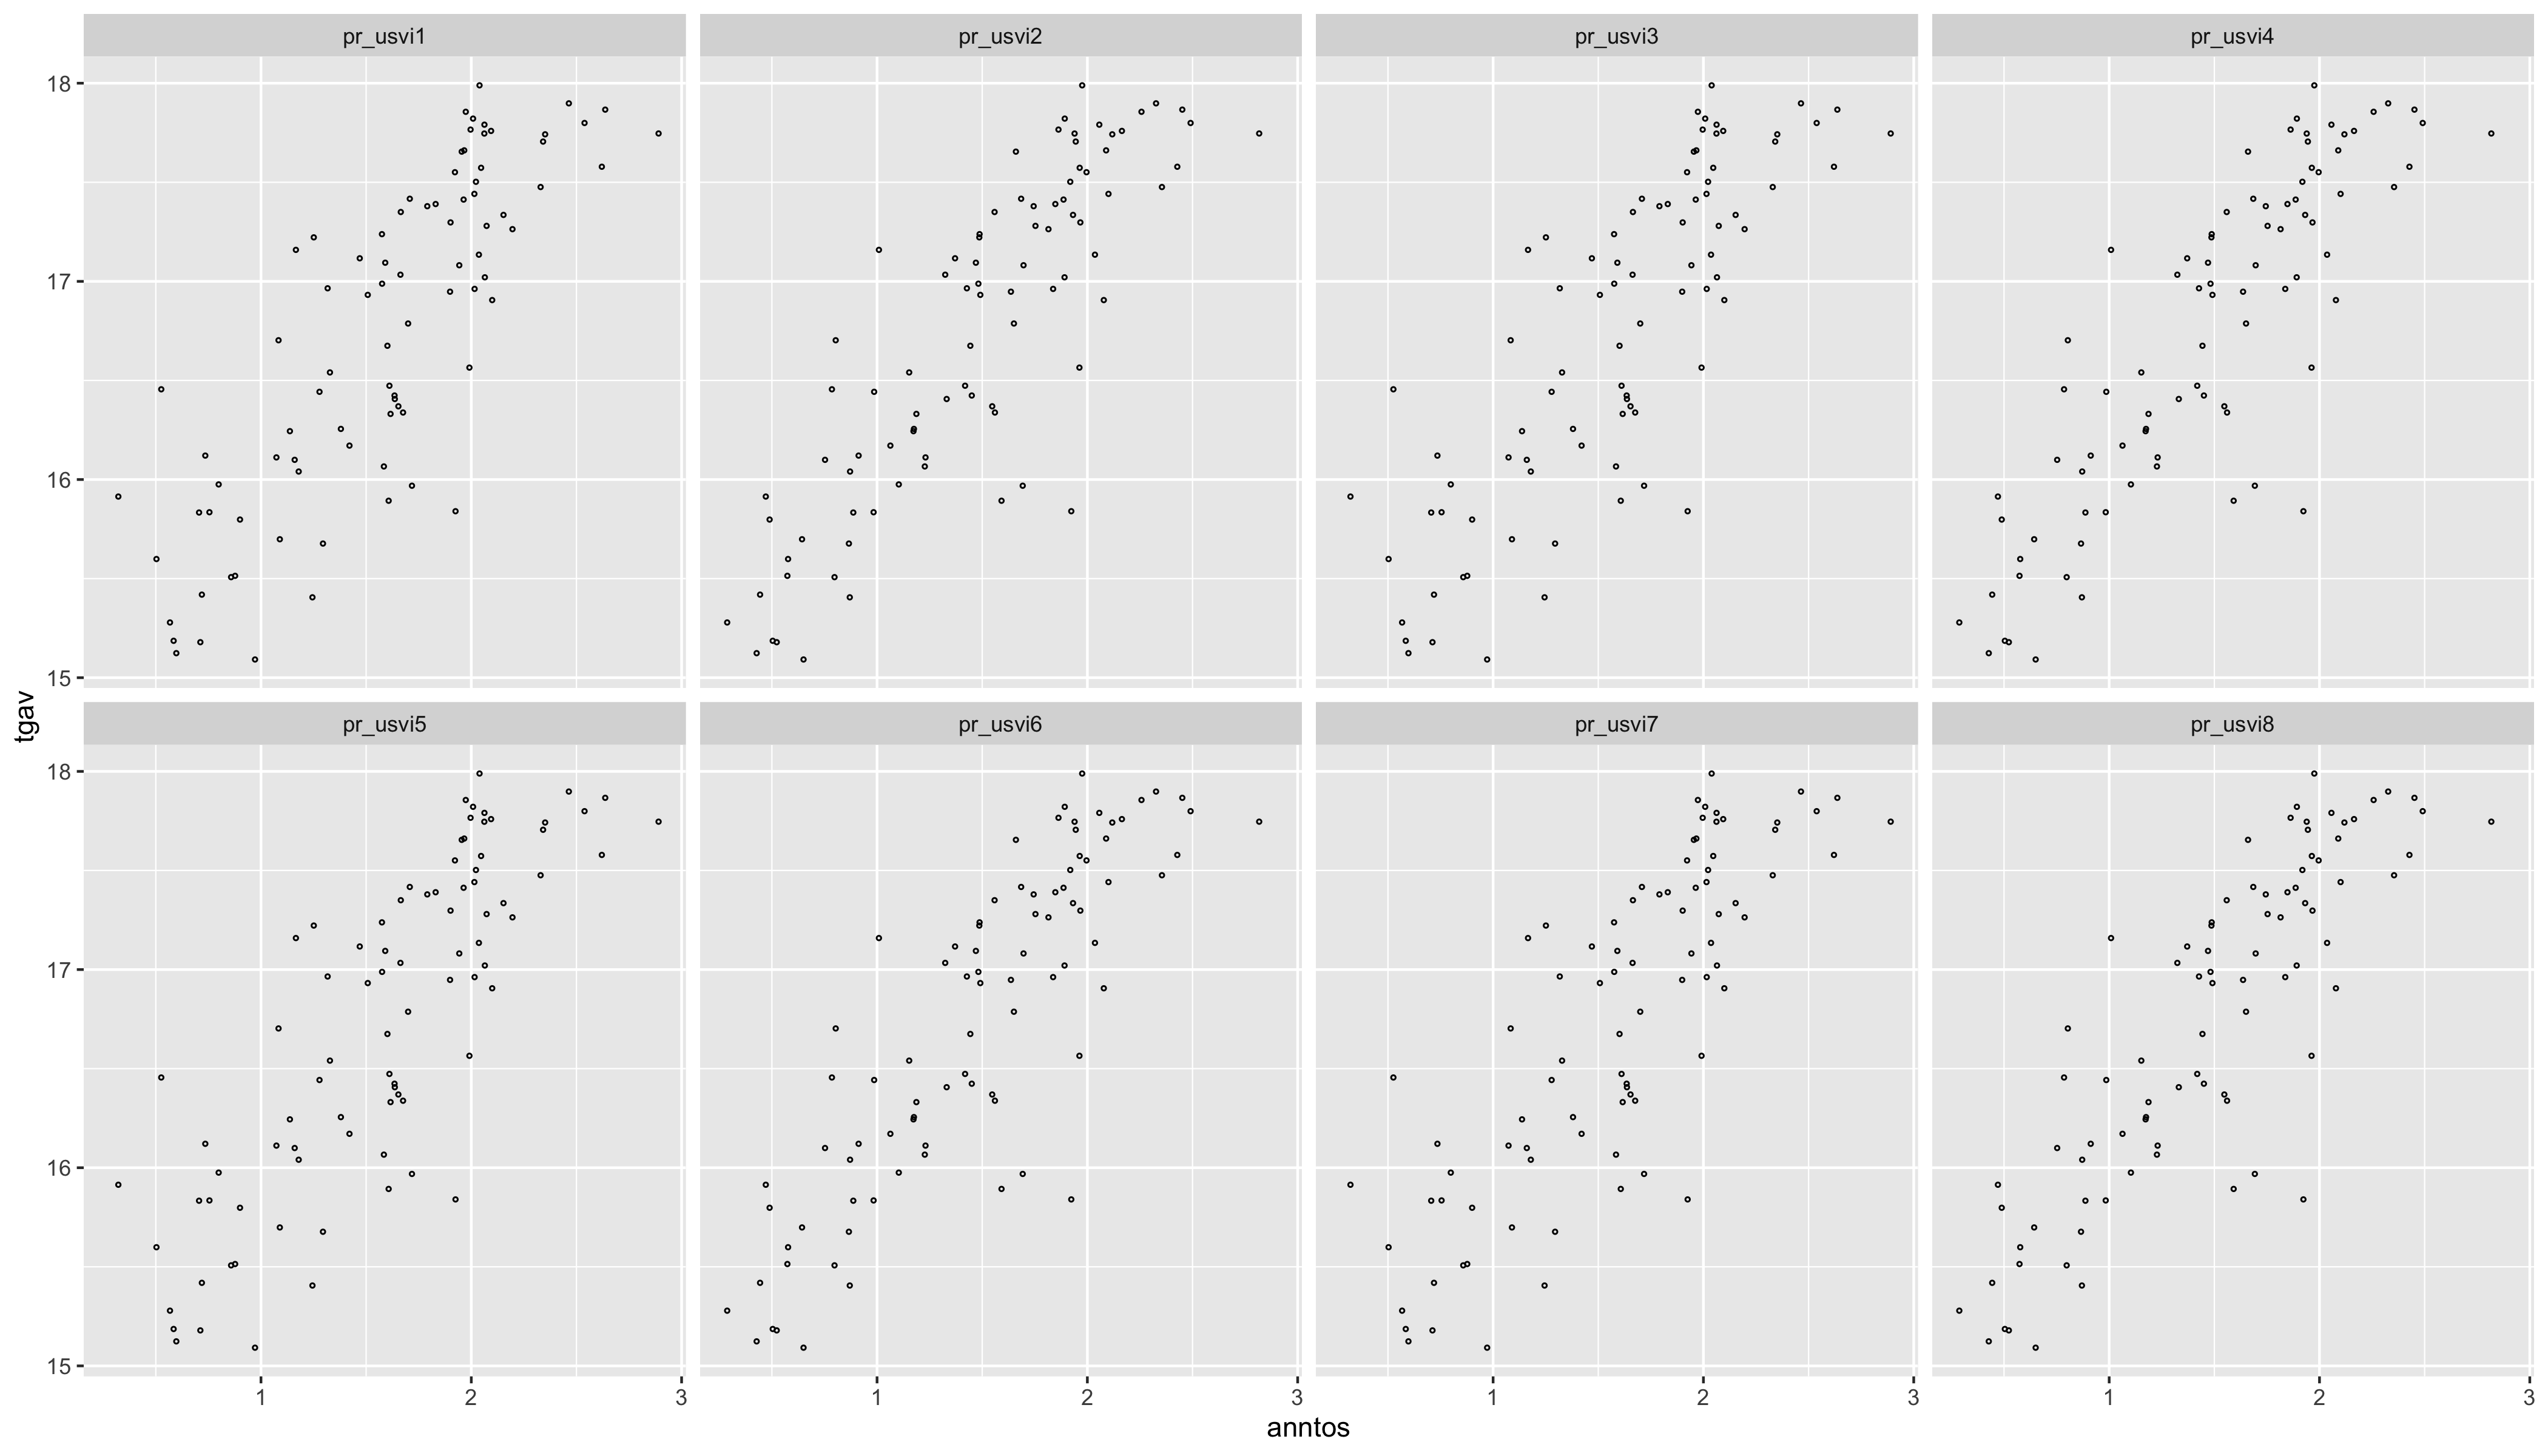 pr_usvi1 pr_usvi2 pr_usvi3 pr_usvi4
18
17
16
15
tgav
pr_usvi5 pr_usvi6 pr_usvi7 pr_usvi8
18
17
16
15
1 2 3 1 2 3 1 2 3 1 2 3
anntos